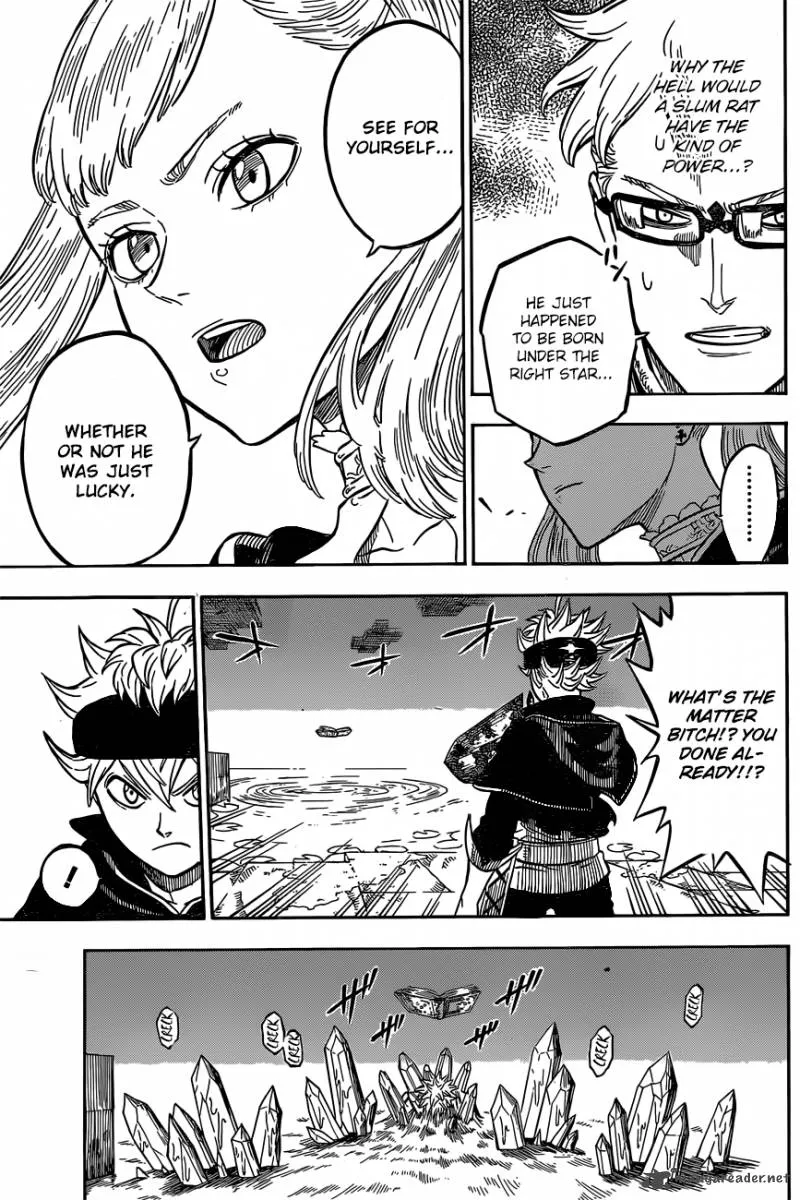 WHY THE
HELL WOULD
A SLUM RAT
HAVE THE
KIND OF
POWER...?
HE JUST
HAPPENED
TO BE BORN
UNDER THE
RIGHT STAR...
..........
SEE FOR
YOURSELF...
WHETHER
OR NOT HE
WAS JUST
LUCKY.
WHAT'S THE
MATTER
BITCH!? YOU
DONE AL-
READY!!?
!
CREEK
CREEK
CREEK
CREEK
CREEK